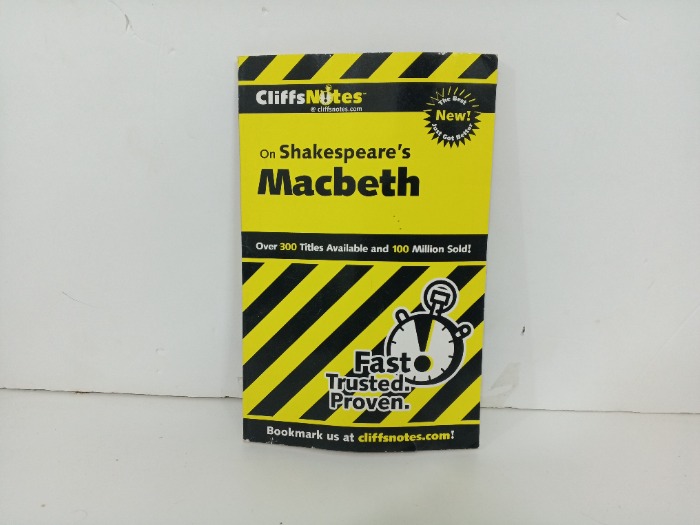 CliffsNotes™
@ cliffsnotes.com
The Best
New!
Just Got Better
On Shakespeare's
Macbeth
Over 300 Titles Available and 100 Million Sold!
Fast.
Trusted.
Proven.
Bookmark us at cliffsnotes.com!